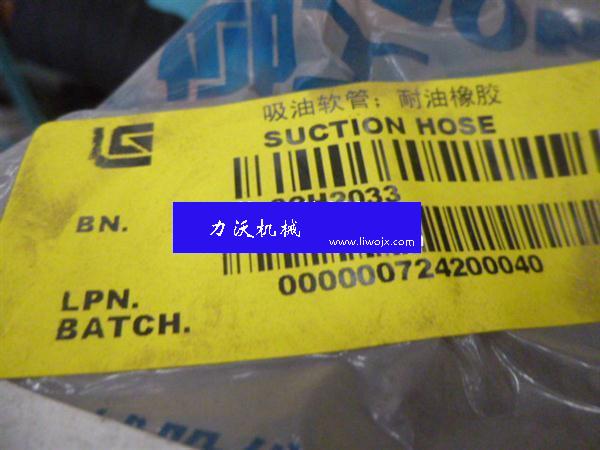 吸油软管；耐油橡胶
LG
SUCTION HOSE
BN.
力沃机械
www.liwojx.com
LPN.
000000724200040
BATCH.